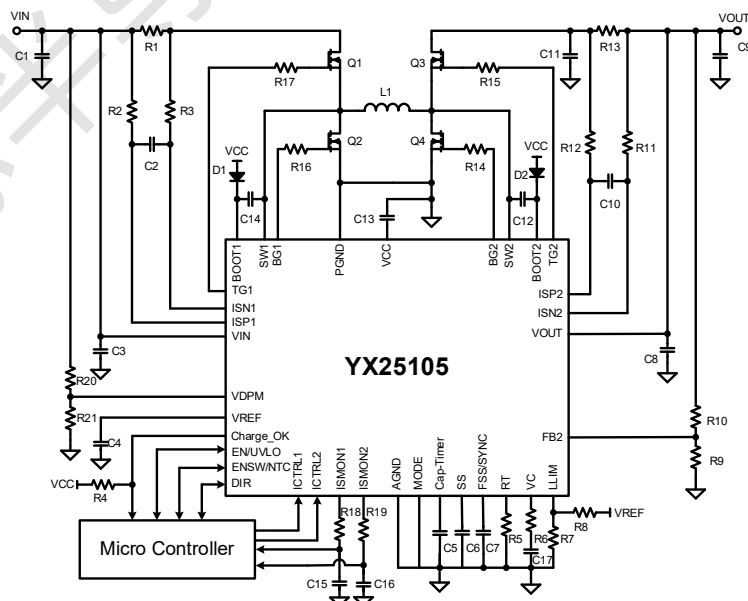 VIN
VOUT
R1
C1
Q1
Q3
C11
R13
C9
R17
R15
L1
R2
R3
R12
R11
C2
VCC
D1
R16
Q2
Q4
R14
VCC
D2
C10
C14
C13
C12
BOOT1
SW1
BG1
PGND
VCC
BG2
SW2
BOOT2
TG2
TG1
ISN1
ISP1
VIN
ISP2
ISN2
VOUT
C3
C8
YX25105
R20
R21
VDPM
VREF
C4
Charge_OK
EN/UVLO
ENSW/NTC
DIR
FB2
R10
R9
VCC
R4
ICTRL1
ICTRL2
ISMON1
ISMON2
AGND
MODE
Cap-Timer
SS
FSS/SYNC
RT
VC
LLIM
R18
R19
R8
VREF
C5
C6
C7
R5
R6
R7
C17
Micro Controller
C15
C16